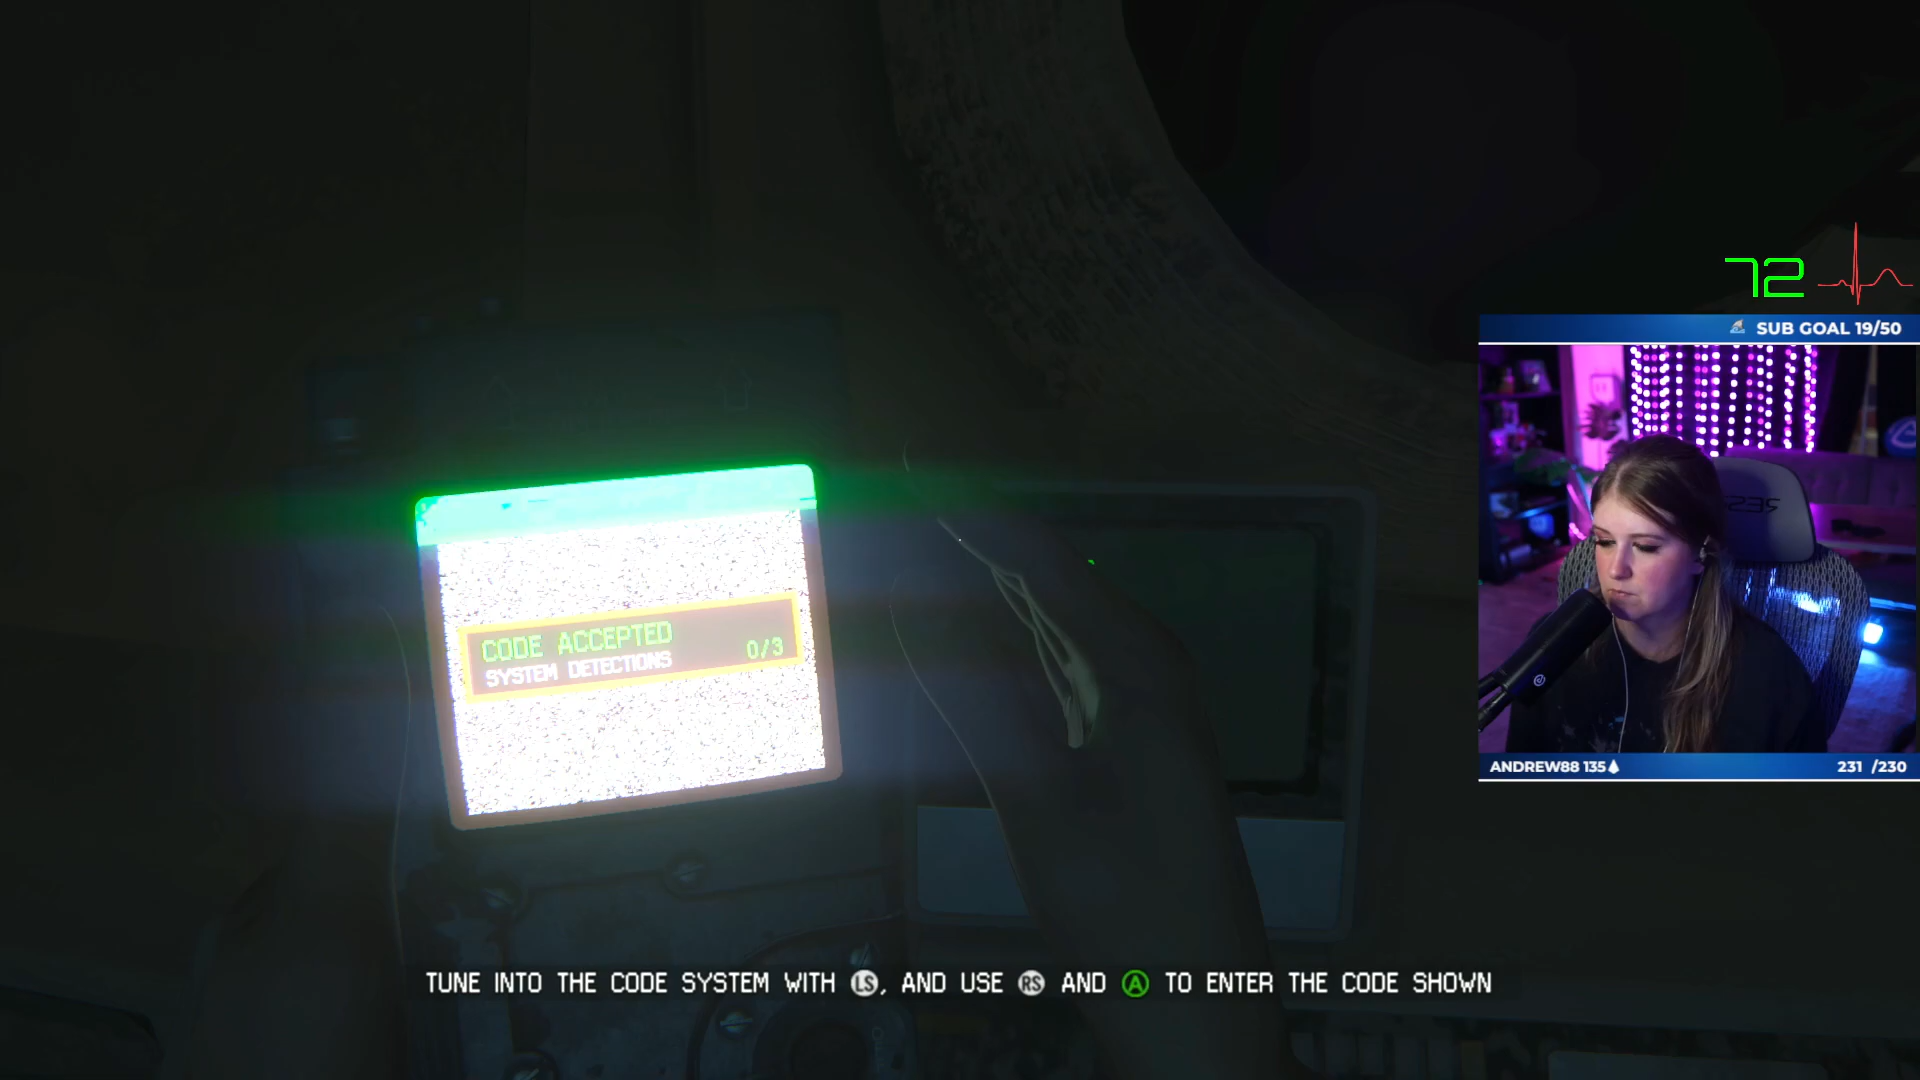 72
SUB GOAL 19/50
CODE ACCEPTED
SYSTEM DETECTIONS 0/3
ANDREW88 135 231 /230
TUNE INTO THE CODE SYSTEM WITH LS, AND USE RS AND A TO ENTER THE CODE SHOWN